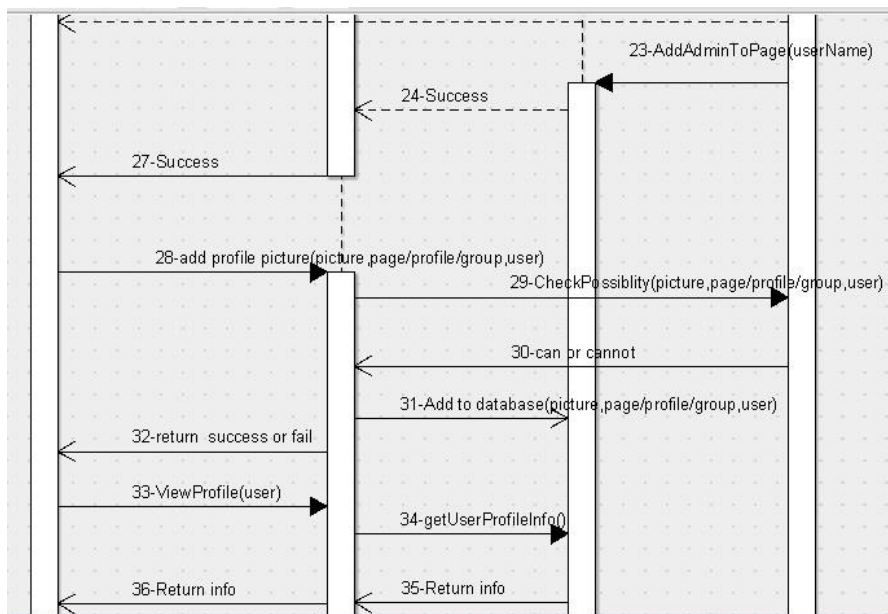 23-AddAdminToPage(userName)
24-Success
27-Success
28-add profile picture(picture,page/profile/group,user)
29-CheckPossiblity(picture,page/profile/group,user)
30-can or cannot
31-Add to database(picture,page/profile/group,user)
32-return success or fail
33-ViewProfile(user)
34-getUserProfileInfo()
35-Return info
36-Return info